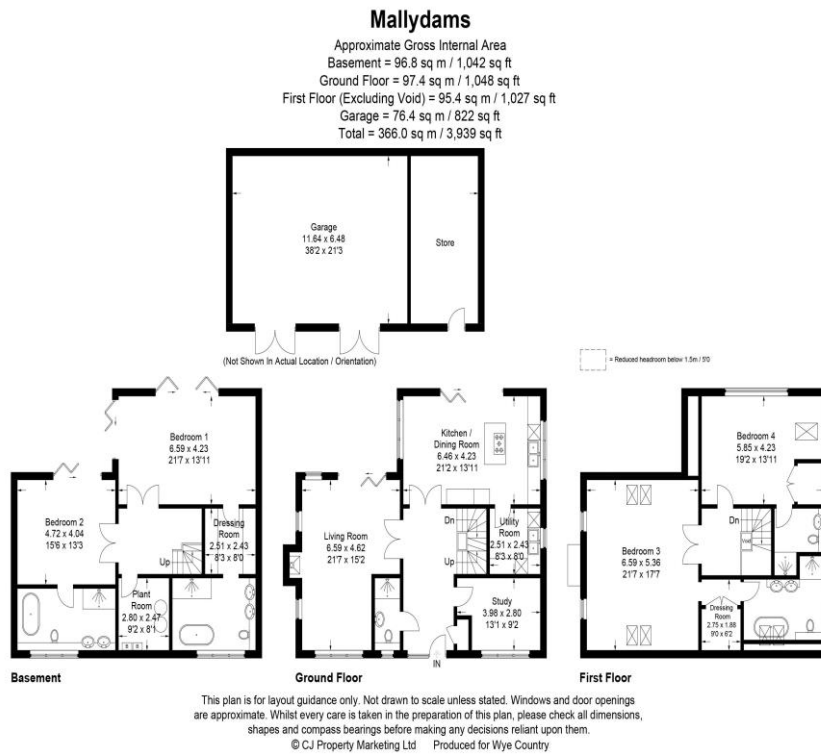 Mallydams
Approximate Gross Internal Area
Basement = 96.8 sq m / 1,042 sq ft
Ground Floor = 97.4 sq m / 1,048 sq ft
First Floor (Excluding Void) = 95.4 sq m / 1,027 sq ft
Garage = 76.4 sq m / 822 sq ft
Total = 366.0 sq m / 3,939 sq ft
Garage
11.64 x 6.48
38'2 x 21'3
Store
(Not Shown In Actual Location / Orientation)
= Reduced headroom below 1.5m / 5'0
Bedroom 1
6.59 x 4.23
21'7 x 13'11
Bedroom 2
4.72 x 4.04
15'6 x 13'3
Dressing
Room
2.51 x 2.43
8'3 x 8'0
Up
Plant
Room
2.80 x 2.47
9'2 x 8'1
Basement
Kitchen /
Dining Room
6.46 x 4.23
21'2 x 13'11
Living Room
6.59 x 4.62
21'7 x 15'2
Dn
Up
Utility
Room
2.51 x 2.43
8'3 x 8'0
Study
3.98 x 2.80
13'1 x 9'2
IN
Ground Floor
Bedroom 4
5.85 x 4.23
19'2 x 13'11
Bedroom 3
6.59 x 5.36
21'7 x 17'7
Dn
Void
Dressing
Room
2.75 x 1.88
9'0 x 6'2
First Floor
This plan is for layout guidance only. Not drawn to scale unless stated. Windows and door openings
are approximate. Whilst every care is taken in the preparation of this plan, please check all dimensions,
shapes and compass bearings before making any decisions reliant upon them.
© CJ Property Marketing Ltd Produced for Wye Country